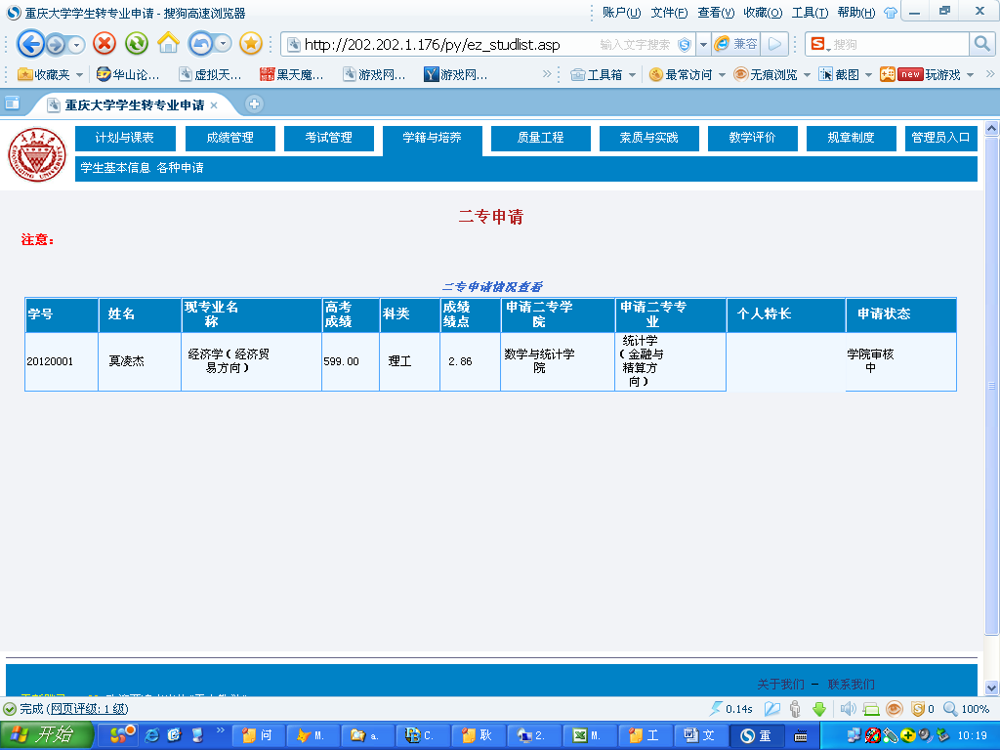 重庆大学学生转专业申请 - 搜狗高速浏览器
账户(U) 文件(F) 查看(V) 收藏(O) 工具(T) 帮助(H)
http://202.202.1.176/py/ez_studlist.asp 输入文字搜索 兼容 搜狗
收藏夹 华山论... 虚拟天... 黑天魔... 游戏网... 游戏网... » 工具箱 最常访问 无痕浏览 截图 new 玩游戏 »
重庆大学学生转专业申请
计划与课表 成绩管理 考试管理 学籍与培养 质量工程 素质与实践 教学评价 规章制度 管理员入口
学生基本信息 各种申请
二专申请
注意：
二专申请情况查看
学号 姓名 现专业名称 高考成绩 科类 成绩绩点 申请二专学院 申请二专专业 个人特长 申请状态
20120001 莫凌杰 经济学(经济贸易方向) 599.00 理工 2.86 数学与统计学院 统计学(金融与精算方向) 学院审核中
关于我们 - 联系我们
完成 (网页评级: 1 级) 0.14s 0 100%
开始 » 问 M. a. C. 耿 2. M. 工 文 重 10:19